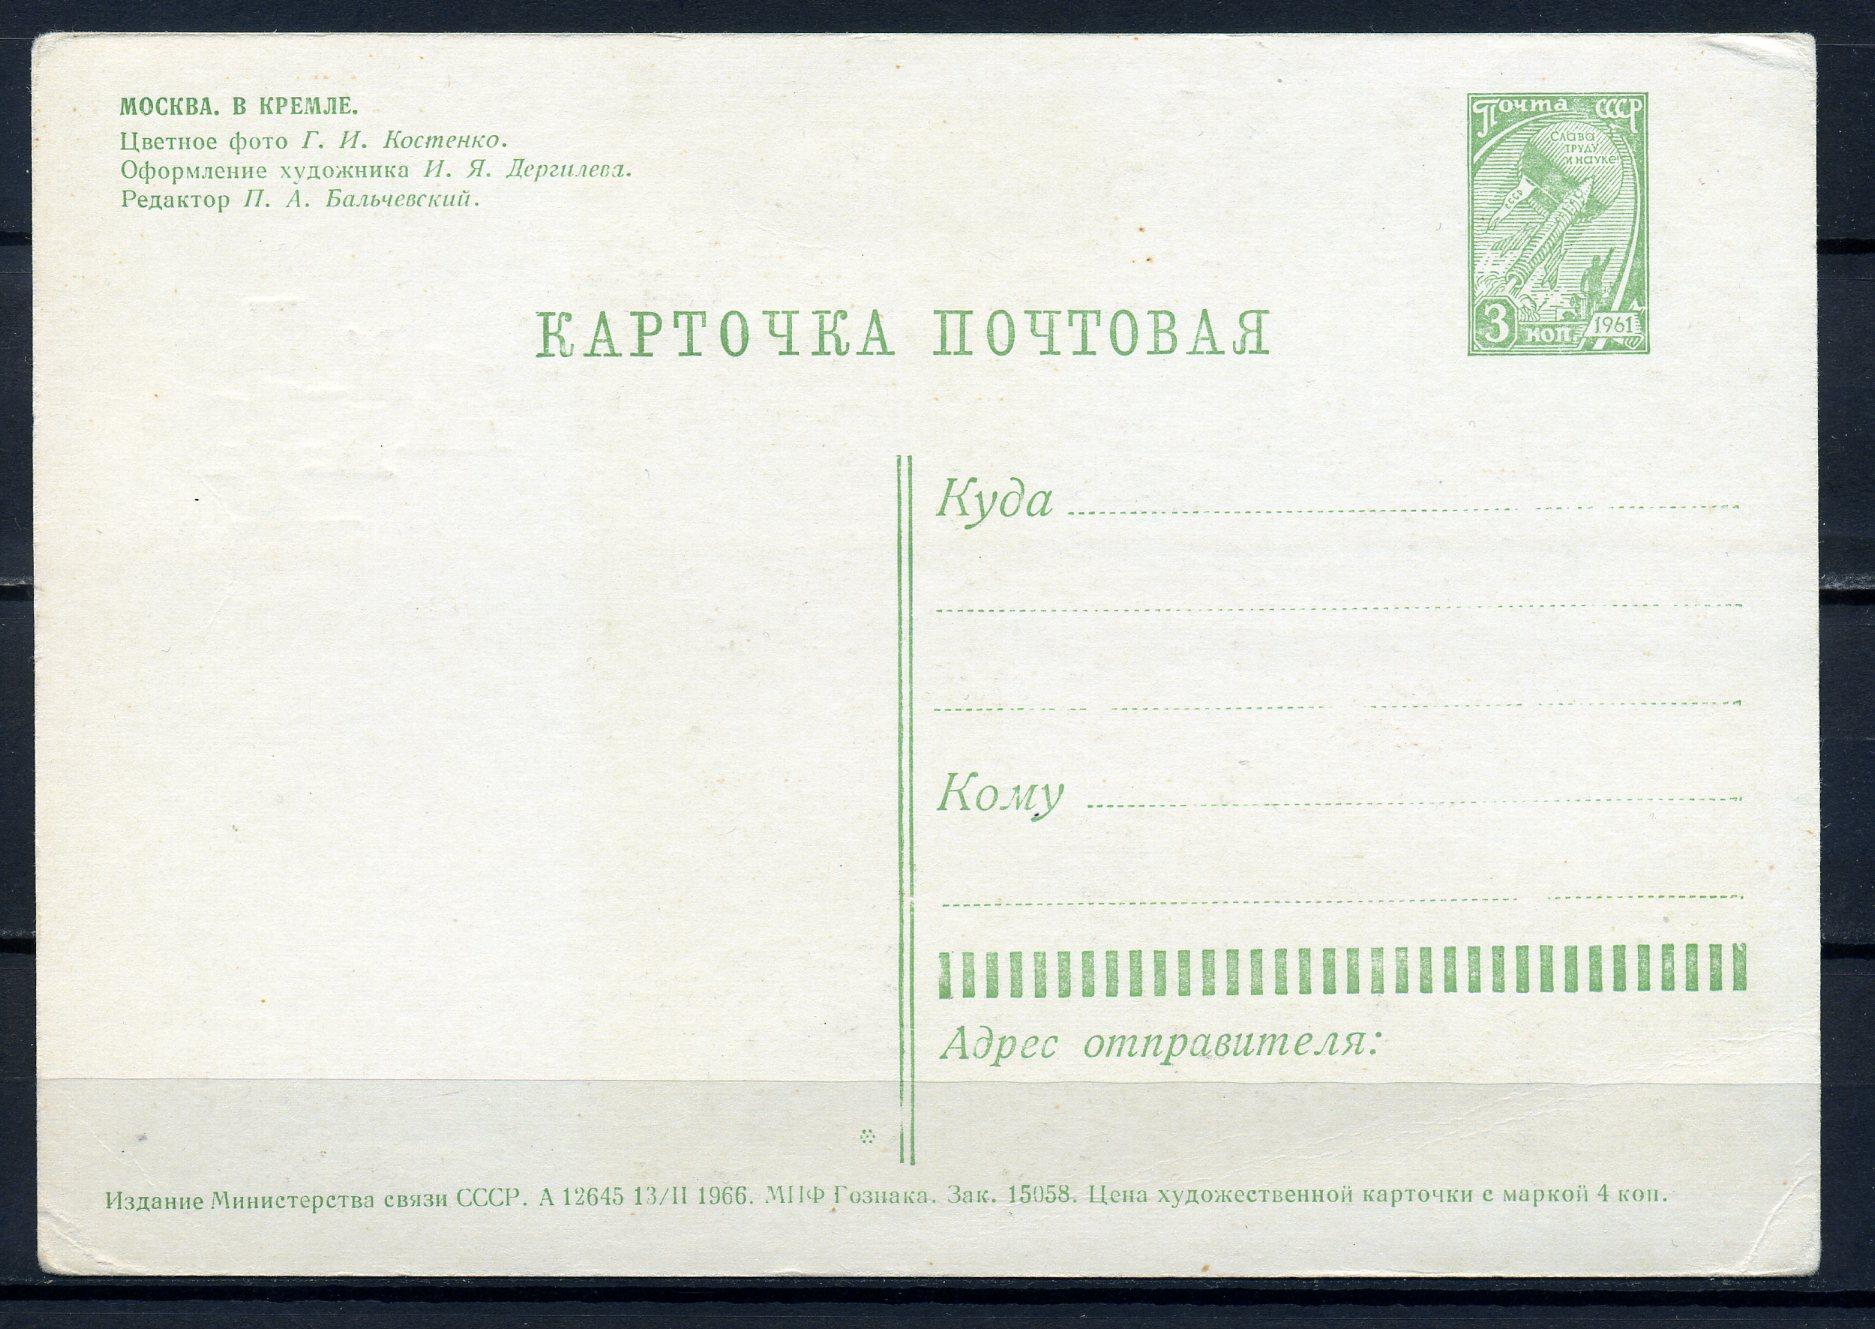 МОСКВА. В КРЕМЛЕ.
Цветное фото Г. И. Костенко.
Оформление художника И. Я. Дергилева.
Редактор П. А. Бальчевский.
Почта СССР
Слава
труду
и науке
СССР
3 коп. 1961
КАРТОЧКА ПОЧТОВАЯ
Куда
Кому
Адрес отправителя:
Издание Министерства связи СССР. А 12645 13/II 1966. МПФ Гознака. Зак. 15058. Цена художественной карточки с маркой 4 коп.